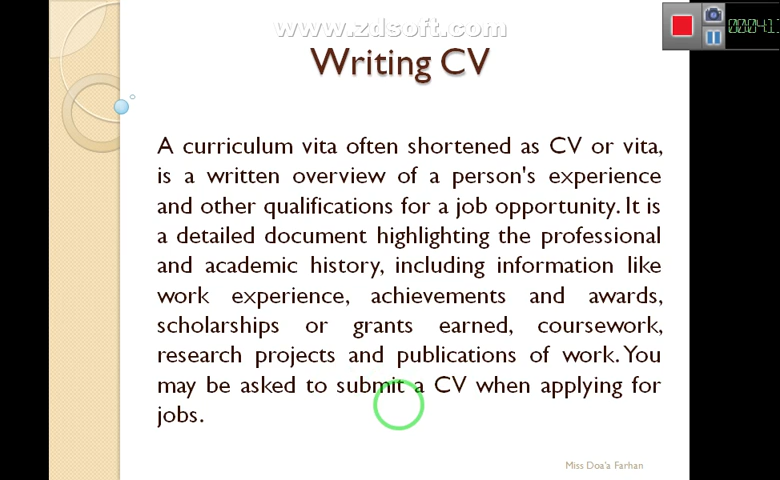 www.zdsoft.com
Writing CV
A curriculum vita often shortened as CV or vita,
is a written overview of a person's experience
and other qualifications for a job opportunity. It is
a detailed document highlighting the professional
and academic history, including information like
work experience, achievements and awards,
scholarships or grants earned, coursework,
research projects and publications of work. You
may be asked to submit a CV when applying for
jobs.
Miss Doa'a Farhan